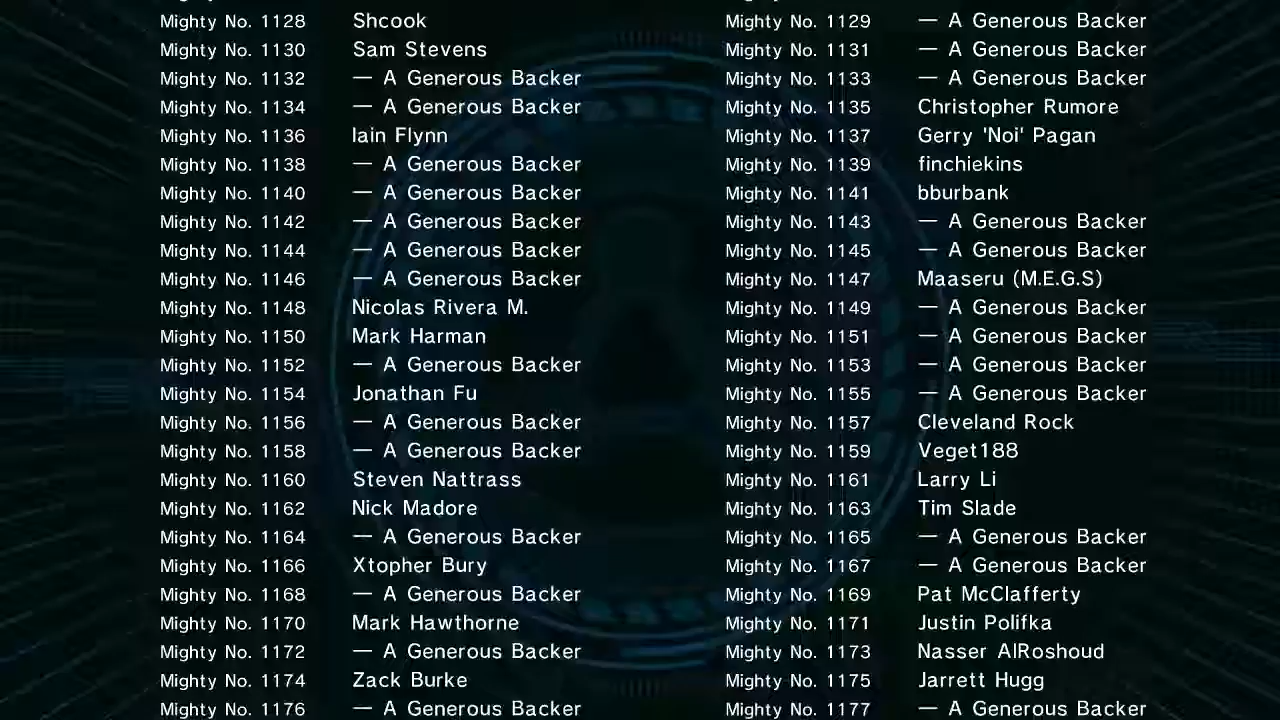 Mighty No. 1128 Shcook Mighty No. 1129 — A Generous Backer
Mighty No. 1130 Sam Stevens Mighty No. 1131 — A Generous Backer
Mighty No. 1132 — A Generous Backer Mighty No. 1133 — A Generous Backer
Mighty No. 1134 — A Generous Backer Mighty No. 1135 Christopher Rumore
Mighty No. 1136 Iain Flynn Mighty No. 1137 Gerry 'Noi' Pagan
Mighty No. 1138 — A Generous Backer Mighty No. 1139 finchiekins
Mighty No. 1140 — A Generous Backer Mighty No. 1141 bburbank
Mighty No. 1142 — A Generous Backer Mighty No. 1143 — A Generous Backer
Mighty No. 1144 — A Generous Backer Mighty No. 1145 — A Generous Backer
Mighty No. 1146 — A Generous Backer Mighty No. 1147 Maaseru (M.E.G.S)
Mighty No. 1148 Nicolas Rivera M. Mighty No. 1149 — A Generous Backer
Mighty No. 1150 Mark Harman Mighty No. 1151 — A Generous Backer
Mighty No. 1152 — A Generous Backer Mighty No. 1153 — A Generous Backer
Mighty No. 1154 Jonathan Fu Mighty No. 1155 — A Generous Backer
Mighty No. 1156 — A Generous Backer Mighty No. 1157 Cleveland Rock
Mighty No. 1158 — A Generous Backer Mighty No. 1159 Veget188
Mighty No. 1160 Steven Nattrass Mighty No. 1161 Larry Li
Mighty No. 1162 Nick Madore Mighty No. 1163 Tim Slade
Mighty No. 1164 — A Generous Backer Mighty No. 1165 — A Generous Backer
Mighty No. 1166 Xtopher Bury Mighty No. 1167 — A Generous Backer
Mighty No. 1168 — A Generous Backer Mighty No. 1169 Pat McClafferty
Mighty No. 1170 Mark Hawthorne Mighty No. 1171 Justin Polifka
Mighty No. 1172 — A Generous Backer Mighty No. 1173 Nasser AlRoshoud
Mighty No. 1174 Zack Burke Mighty No. 1175 Jarrett Hugg
Mighty No. 1176 — A Generous Backer Mighty No. 1177 — A Generous Backer